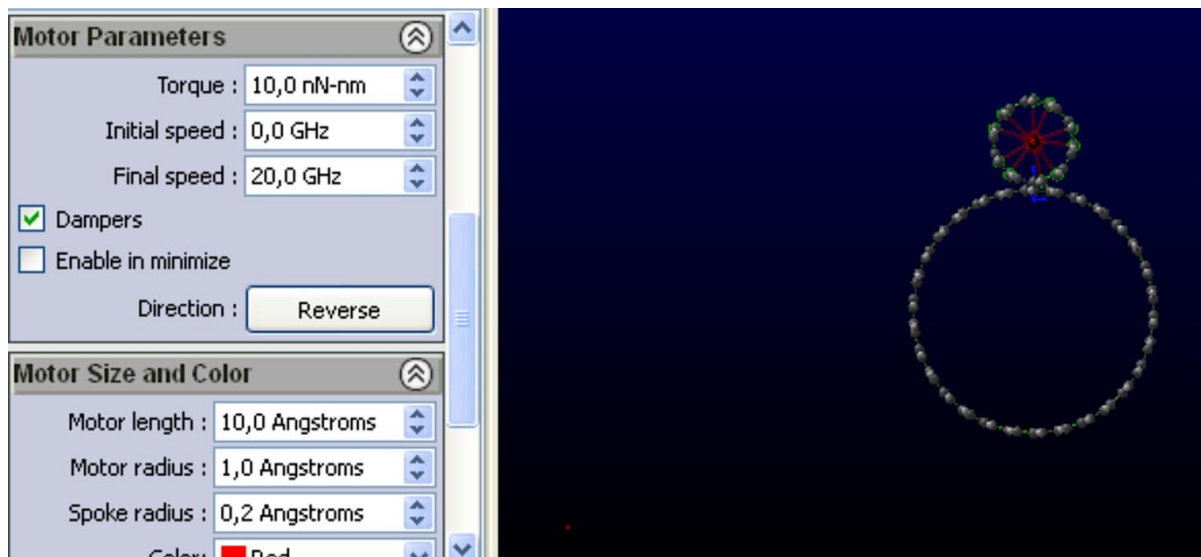 Motor Parameters
Torque : 10,0 nN-nm
Initial speed : 0,0 GHz
Final speed : 20,0 GHz
Dampers
Enable in minimize
Direction : Reverse
Motor Size and Color
Motor length : 10,0 Angstroms
Motor radius : 1,0 Angstroms
Spoke radius : 0,2 Angstroms
Color: Red